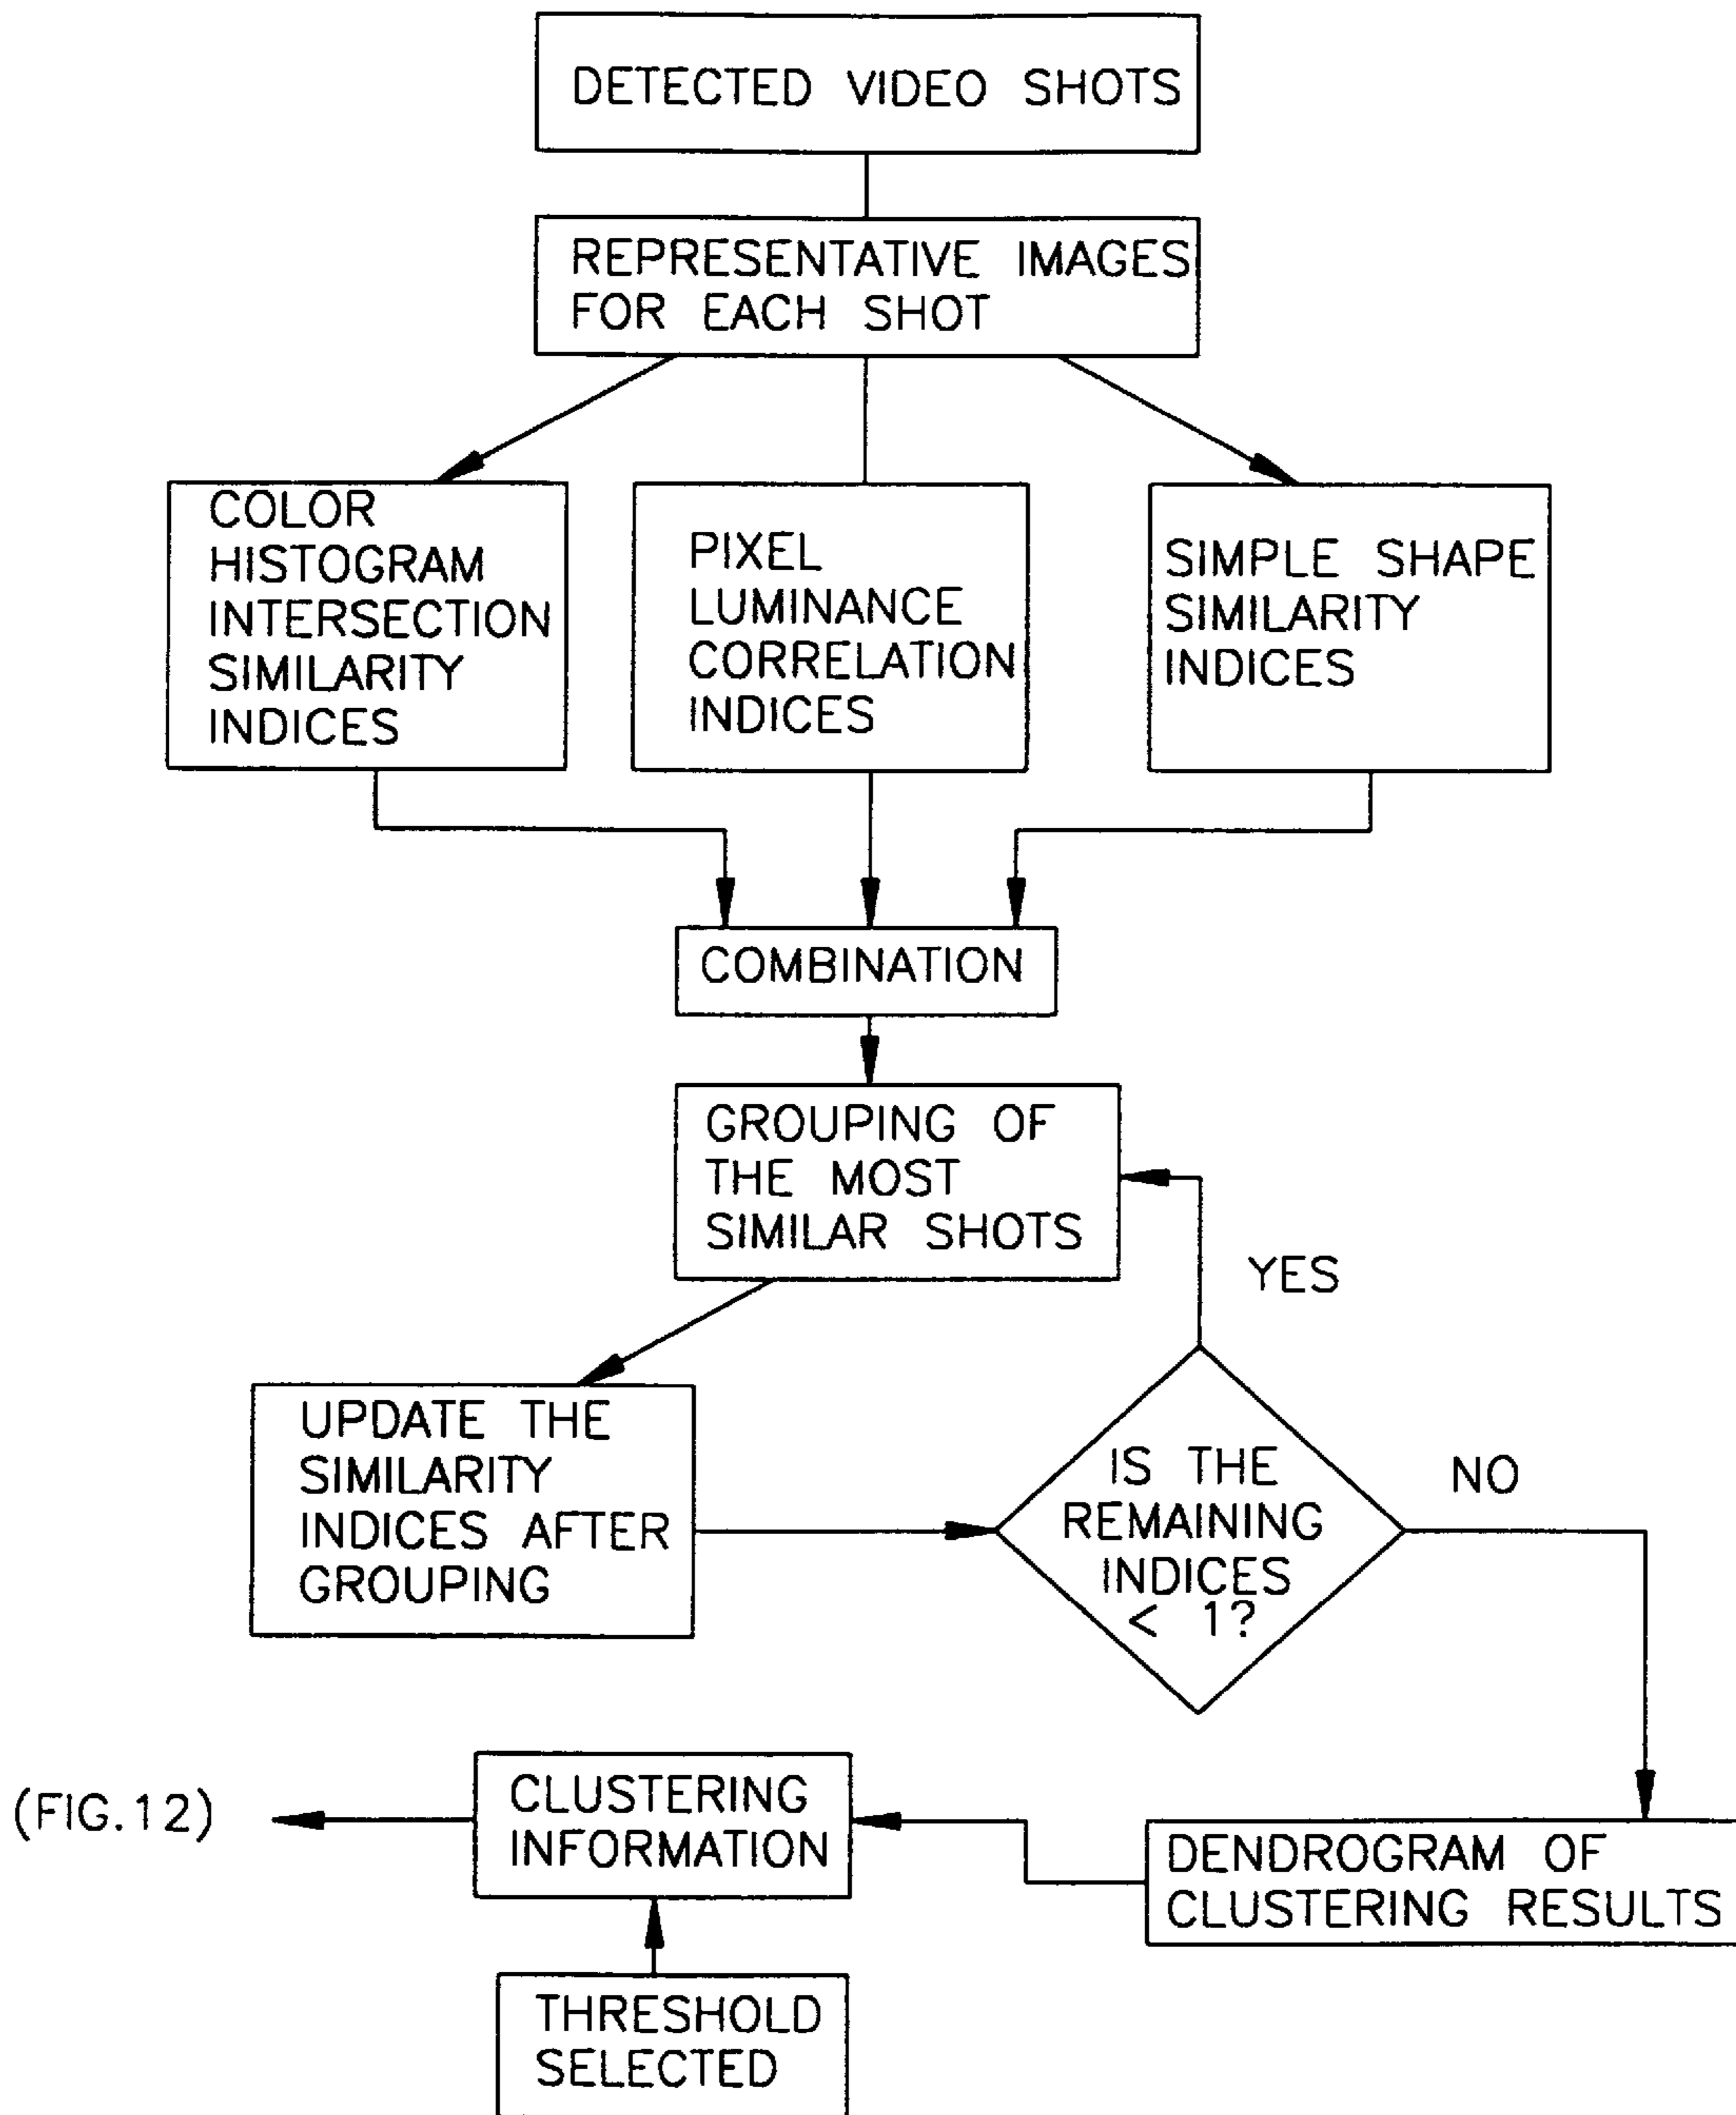 DETECTED VIDEO SHOTS
REPRESENTATIVE IMAGES
FOR EACH SHOT
COLOR
HISTOGRAM
INTERSECTION
SIMILARITY
INDICES
PIXEL
LUMINANCE
CORRELATION
INDICES
SIMPLE SHAPE
SIMILARITY
INDICES
COMBINATION
GROUPING OF
THE MOST
SIMILAR SHOTS
YES
UPDATE THE
SIMILARITY
INDICES AFTER
GROUPING
IS THE
REMAINING
INDICES
< 1?
NO
(FIG.12)
CLUSTERING
INFORMATION
DENDROGRAM OF
CLUSTERING RESULTS
THRESHOLD
SELECTED